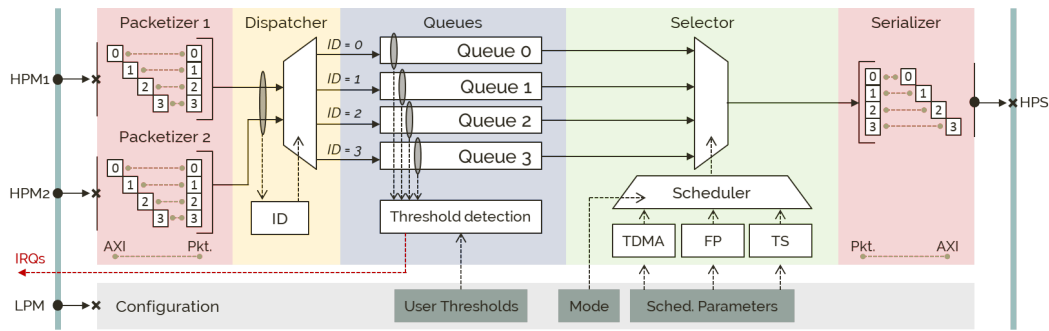 Packetizer 1
Dispatcher
Queues
Selector
Serializer
HPM1
0 0
1 1
2 2
3 3
Packetizer 2
HPM2
0 0
1 1
2 2
3 3
AXI Pkt.
ID
ID = 0
ID = 1
ID = 2
ID = 3
Queue 0
Queue 1
Queue 2
Queue 3
Threshold detection
Scheduler
TDMA
FP
TS
0 0
1 1
2 2
3 3
Pkt. AXI
HPS
IRQs
LPM
Configuration
User Thresholds
Mode
Sched. Parameters